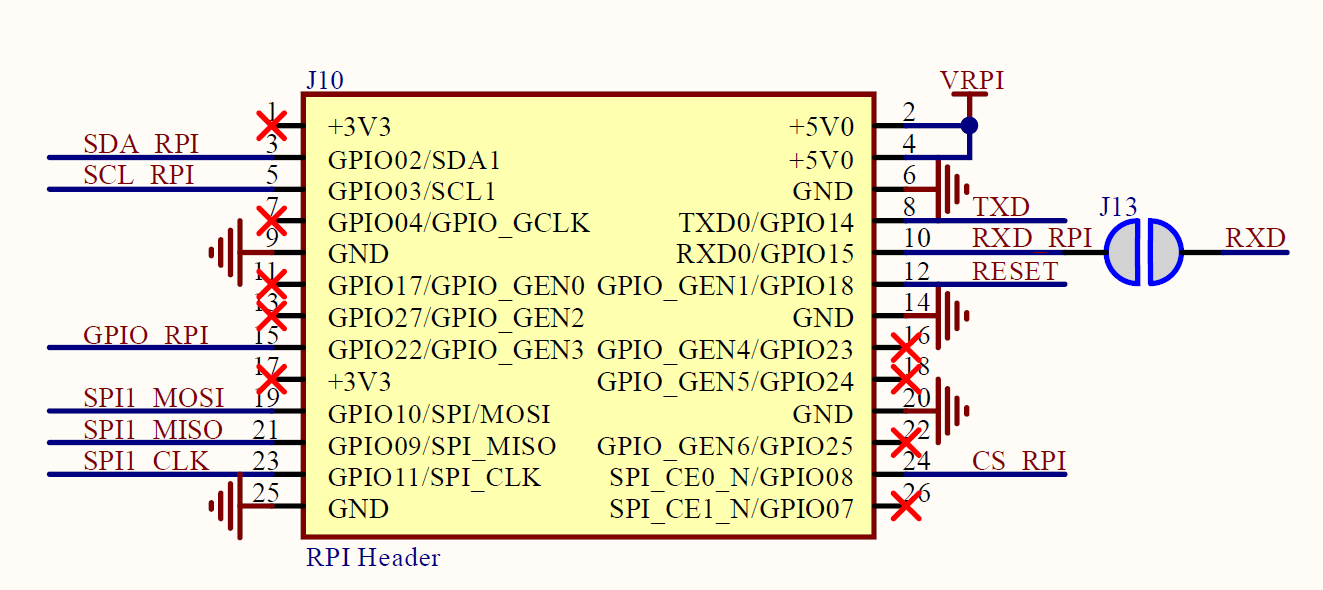 J10
VRPI
1 +3V3 +5V0 2
SDA_RPI 3 GPIO02/SDA1 +5V0 4
SCL_RPI 5 GPIO03/SCL1 GND 6
7 GPIO04/GPIO_GCLK TXD0/GPIO14 8 TXD J13
9 GND RXD0/GPIO15 10 RXD_RPI RXD
11 GPIO17/GPIO_GEN0 GPIO_GEN1/GPIO18 12 RESET
13 GPIO27/GPIO_GEN2 GND 14
GPIO_RPI 15 GPIO22/GPIO_GEN3 GPIO_GEN4/GPIO23 16
17 +3V3 GPIO_GEN5/GPIO24 18
SPI1_MOSI 19 GPIO10/SPI/MOSI GND 20
SPI1_MISO 21 GPIO09/SPI_MISO GPIO_GEN6/GPIO25 22
SPI1_CLK 23 GPIO11/SPI_CLK SPI_CE0_N/GPIO08 24 CS_RPI
25 GND SPI_CE1_N/GPIO07 26
RPI Header